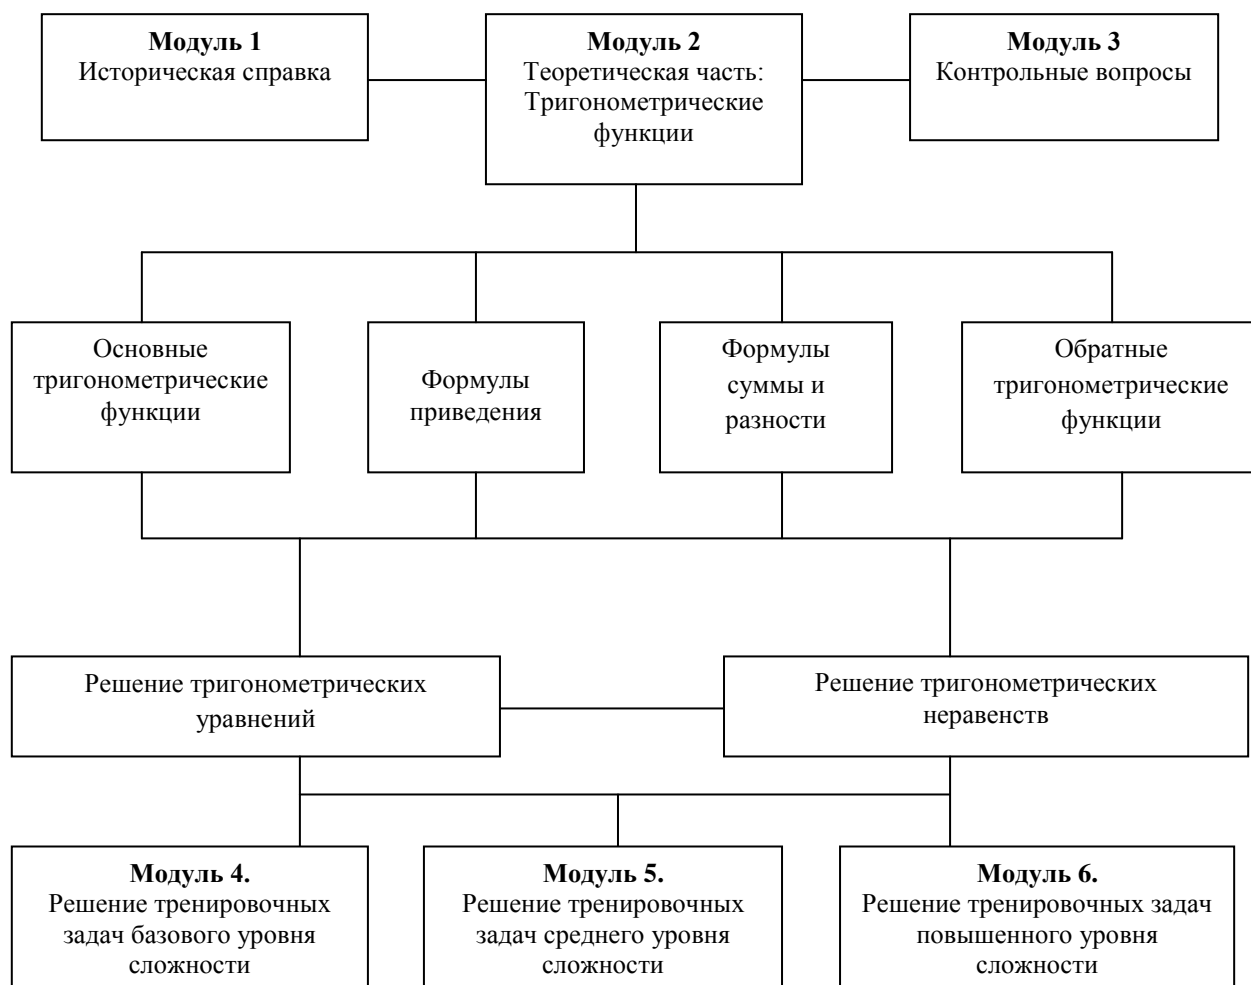 Модуль 1
Историческая справка
Модуль 2
Теоретическая часть:
Тригонометрические
функции
Модуль 3
Контрольные вопросы
Основные
тригонометрические
функции
Формулы
приведения
Формулы
суммы и
разности
Обратные
тригонометрические
функции
Решение тригонометрических
уравнений
Решение тригонометрических
неравенств
Модуль 4.
Решение тренировочных
задач базового уровня
сложности
Модуль 5.
Решение тренировочных
задач среднего уровня
сложности
Модуль 6.
Решение тренировочных задач
повышенного уровня
сложности